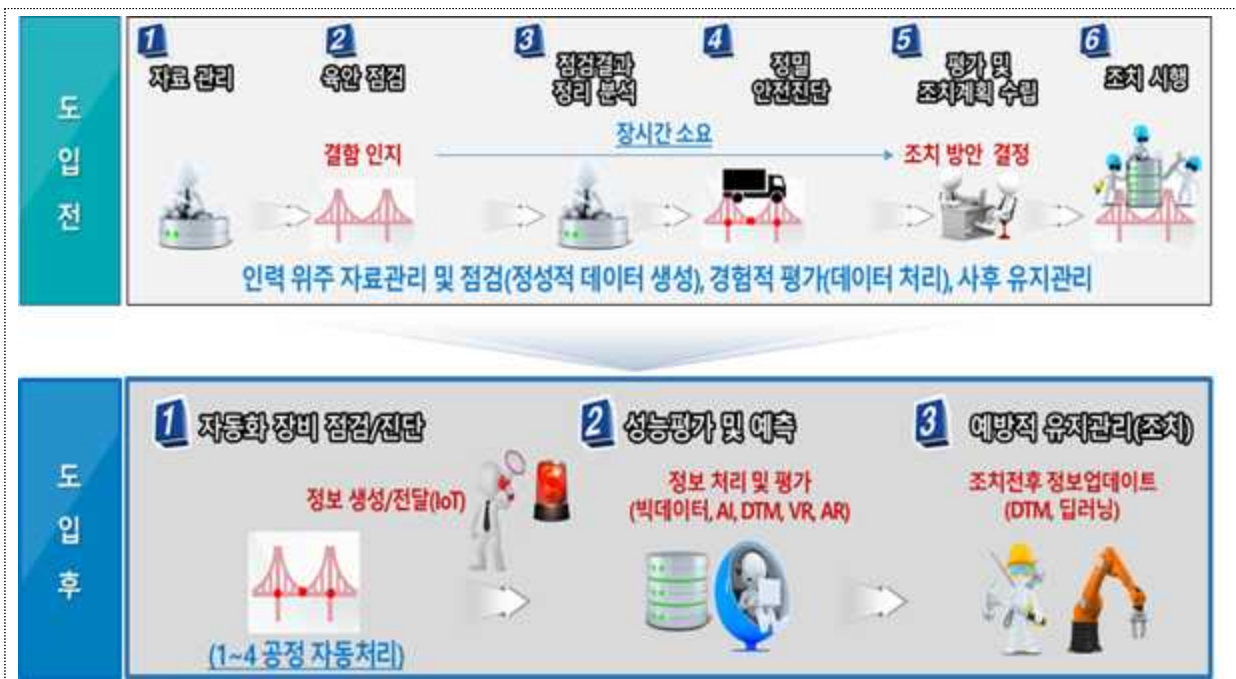 도입전
1 자료 관리
2 육안 점검
3 점검결과
정리 분석
4 정밀
안전진단
5 평가 및
조치계획 수립
6 조치 시행
결함 인지
장시간 소요
조치 방안 결정
인력 위주 자료관리 및 점검(정성적 데이터 생성), 경험적 평가(데이터 처리), 사후 유지관리
도입후
1 자동화 장비 점검/진단
2 성능평가 및 예측
3 예방적 유지관리(조치)
정보 생성/전달(IoT)
정보 처리 및 평가
(빅데이터, AI, DTM, VR, AR)
조치전후 정보업데이트
(DTM, 딥러닝)
(1~4 공정 자동처리)